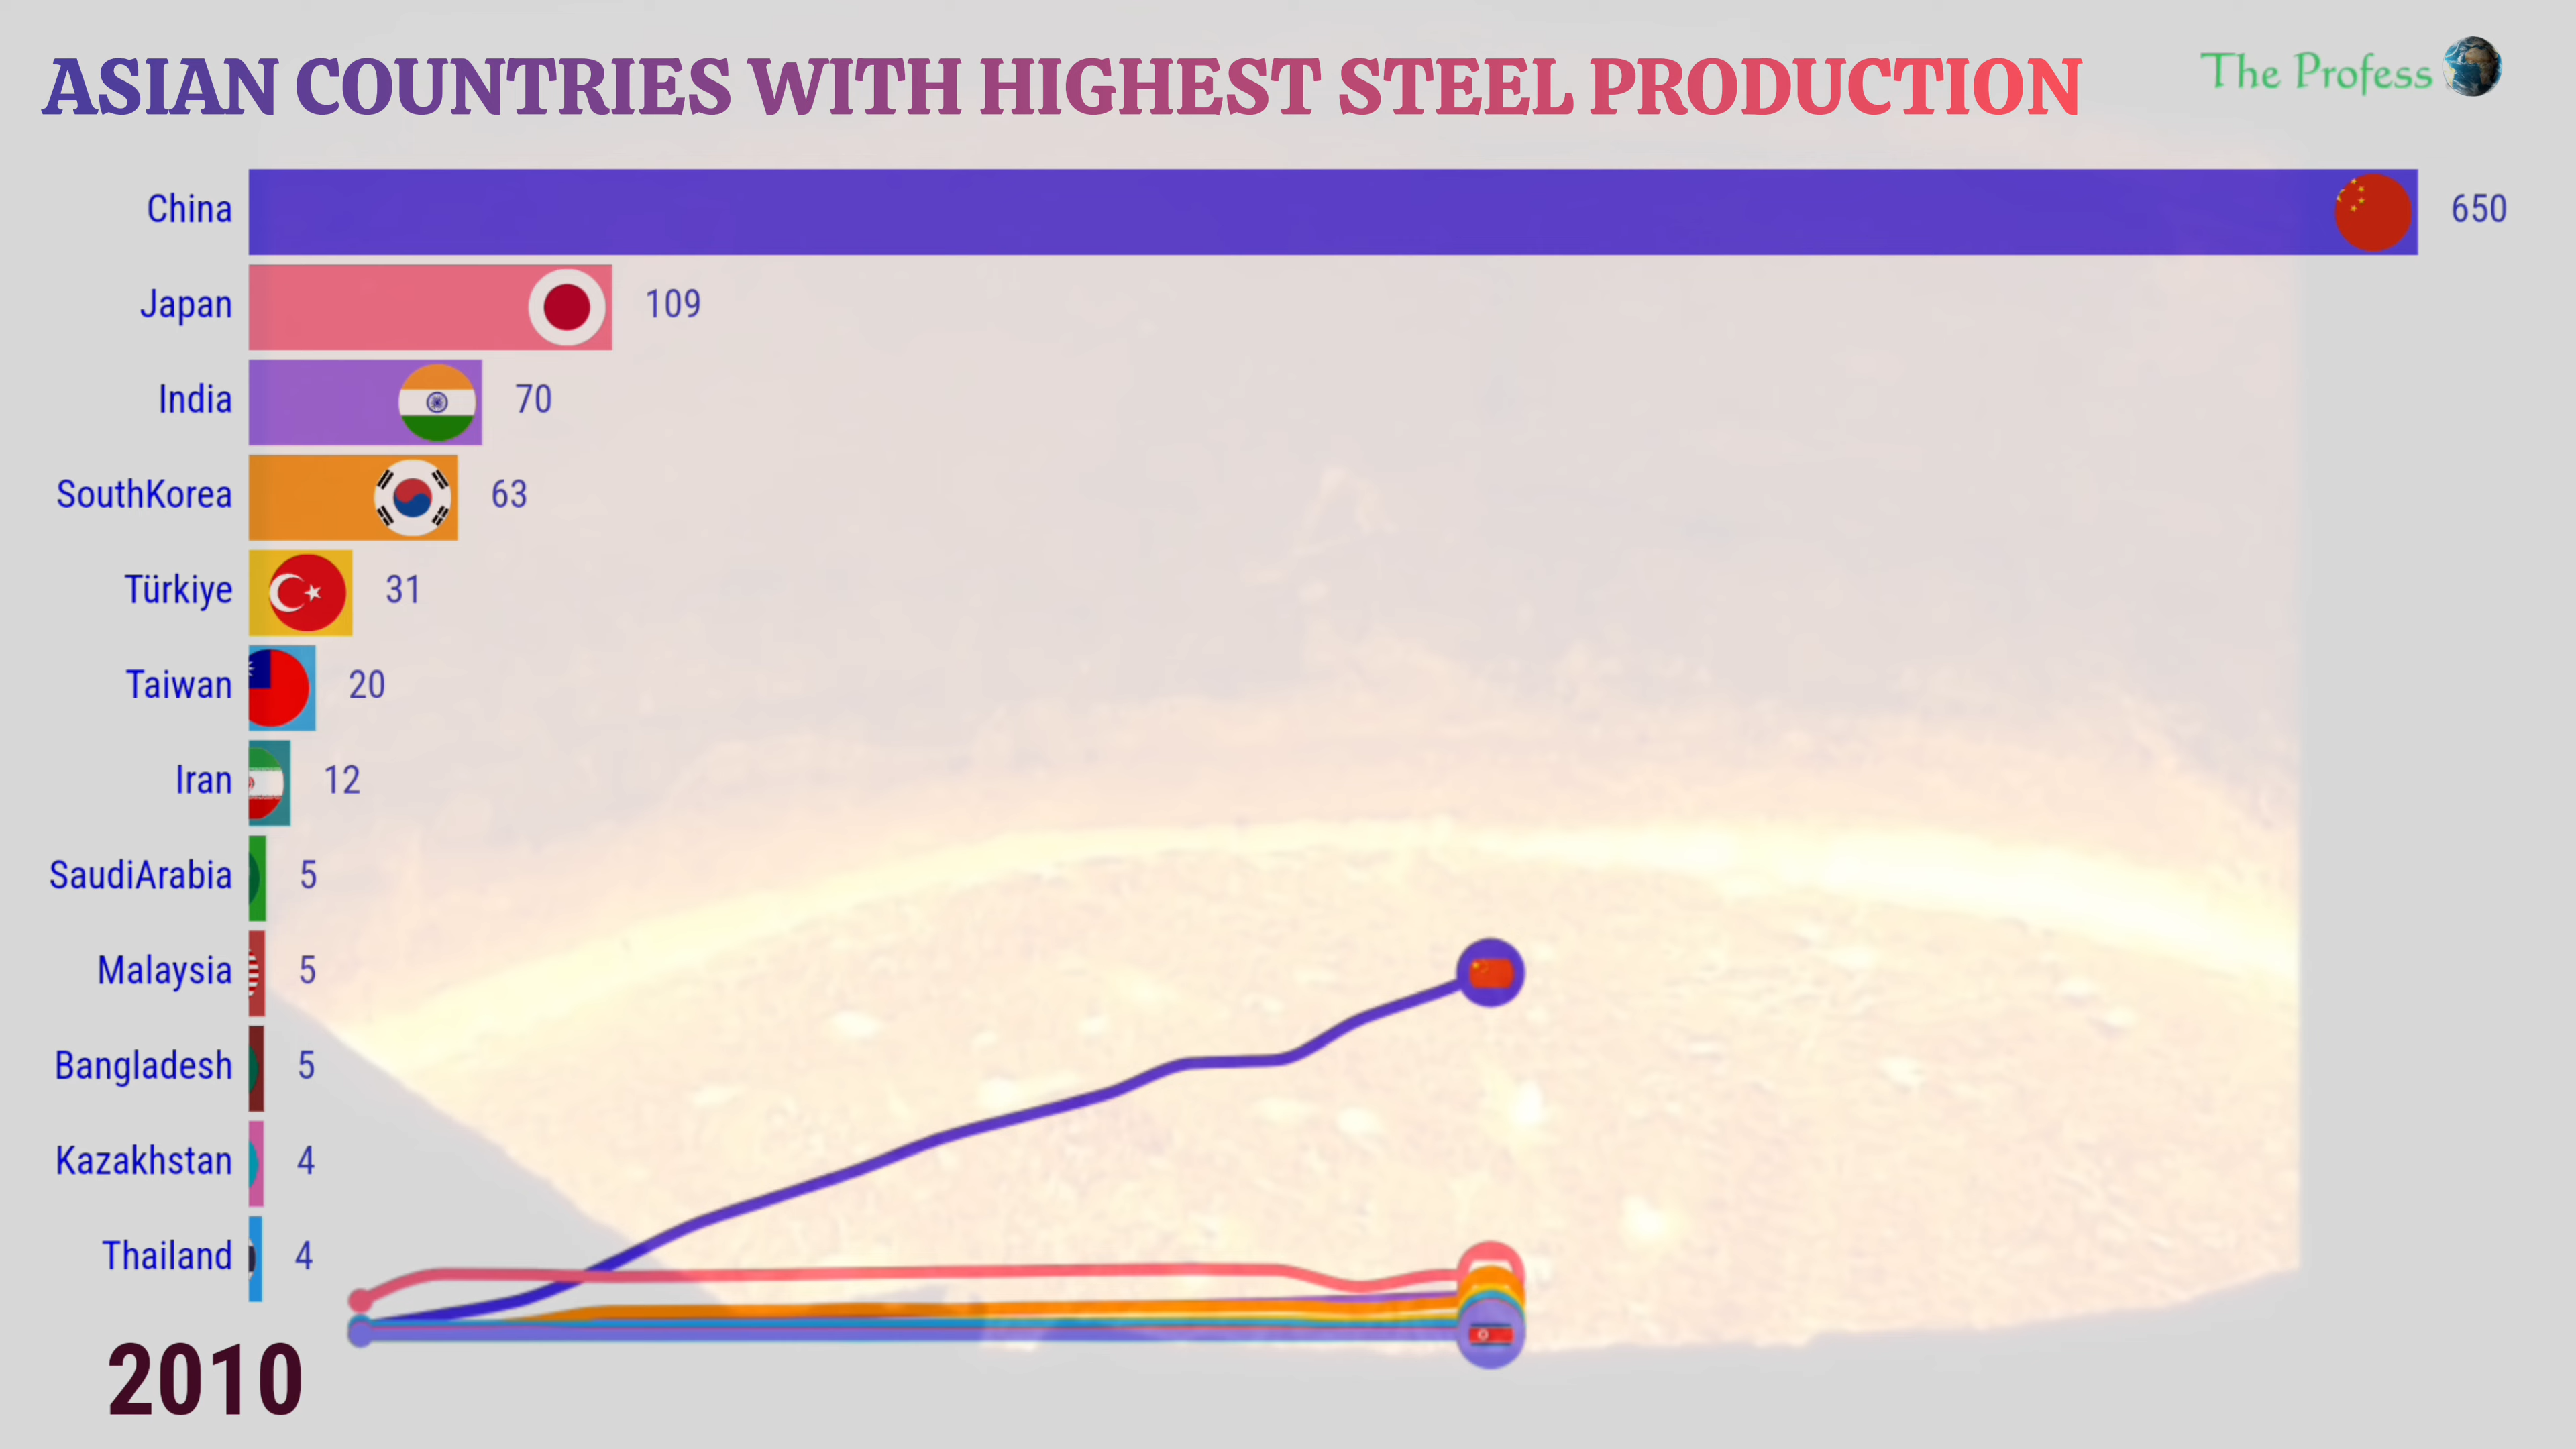 ASIAN COUNTRIES WITH HIGHEST STEEL PRODUCTION
The Profess
China 650
Japan 109
India 70
SouthKorea 63
Türkiye 31
Taiwan 20
Iran 12
SaudiArabia 5
Malaysia 5
Bangladesh 5
Kazakhstan 4
Thailand 4
2010